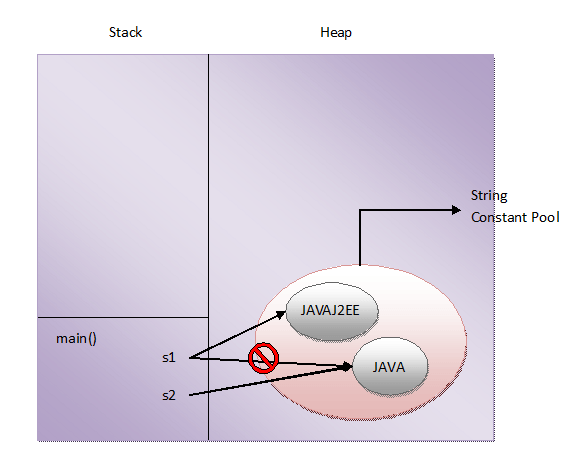 Stack
Heap
String
Constant Pool
JAVAJ2EE
main()
s1
JAVA
s2